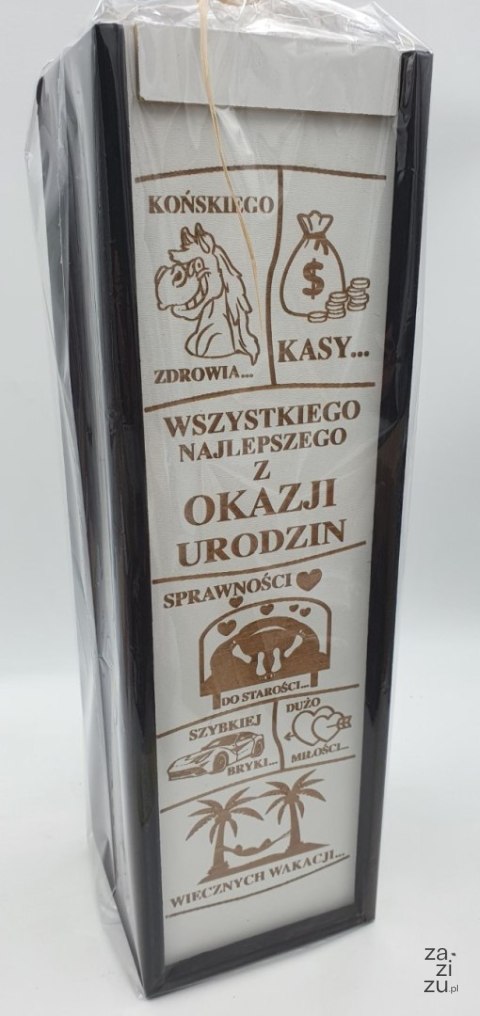 KOŃSKIEGO
ZDROWIA...
$
KASY...
WSZYSTKIEGO
NAJLEPSZEGO
Z
OKAZJI
URODZIN
SPRAWNOŚCI
DO STAROŚCI...
SZYBKIEJ
BRYKI...
DUŻO
MIŁOŚCI...
WIECZNYCH WAKACJI...
za.
zi
zu.pl